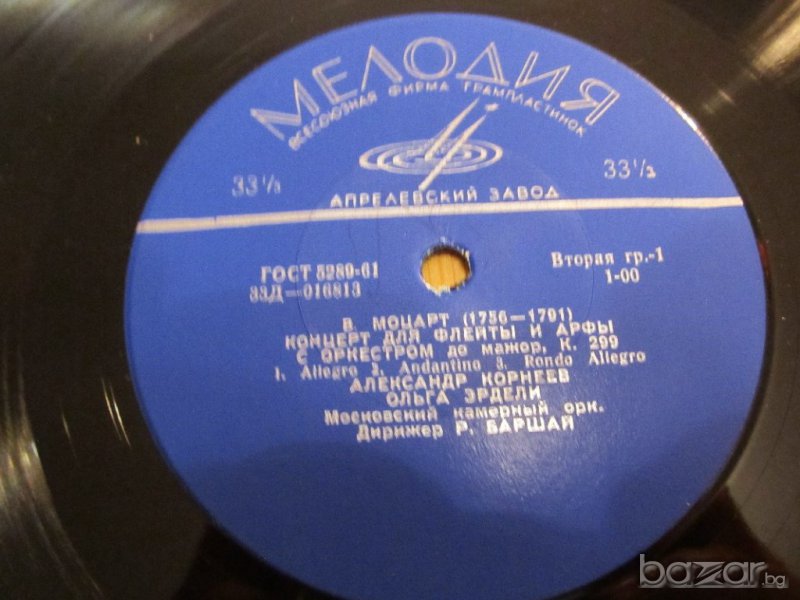 МЕЛОДИЯ
ВСЕСОЮЗНАЯ ФИРМА ГРАМПЛАСТИНОК
33⅓ 33⅓
АПРЕЛЕВСКИЙ ЗАВОД
ГОСТ 5289-61 Вторая гр.-1
33Д—016813 1-00
В. МОЦАРТ (1756—1791)
КОНЦЕРТ ДЛЯ ФЛЕЙТЫ И АРФЫ
С ОРКЕСТРОМ до мажор, К. 299
1. Allegro 2. Andantino 3. Rondo Allegro
АЛЕКСАНДР КОРНЕЕВ
ОЛЬГА ЭРДЕЛИ
Московский камерный орк.
Дирижер Р. БАРШАЙ
bazar.bg